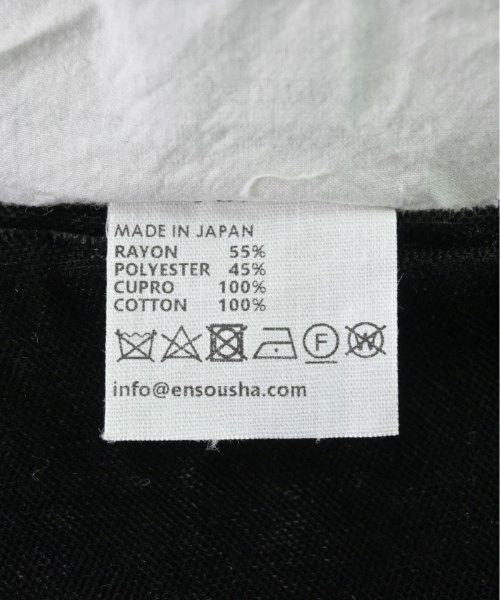 MADE IN JAPAN
RAYON 55%
POLYESTER 45%
CUPRO 100%
COTTON 100%
F W
info@ensousha.com